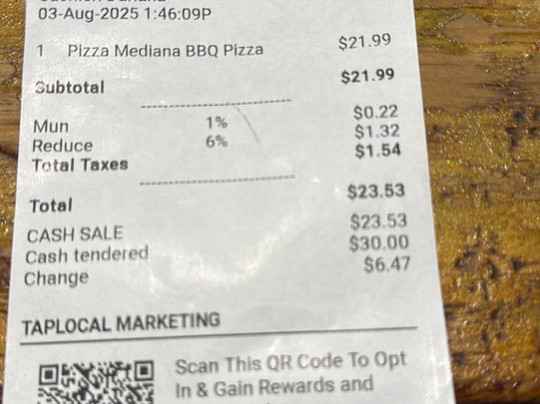 03-Aug-2025 1:46:09P
1 Pizza Mediana BBQ Pizza $21.99
Subtotal $21.99
Mun 1% $0.22
Reduce 6% $1.32
Total Taxes $1.54
Total $23.53
CASH SALE $23.53
Cash tendered $30.00
Change $6.47
TAPLOCAL MARKETING
Scan This QR Code To Opt
In & Gain Rewards and